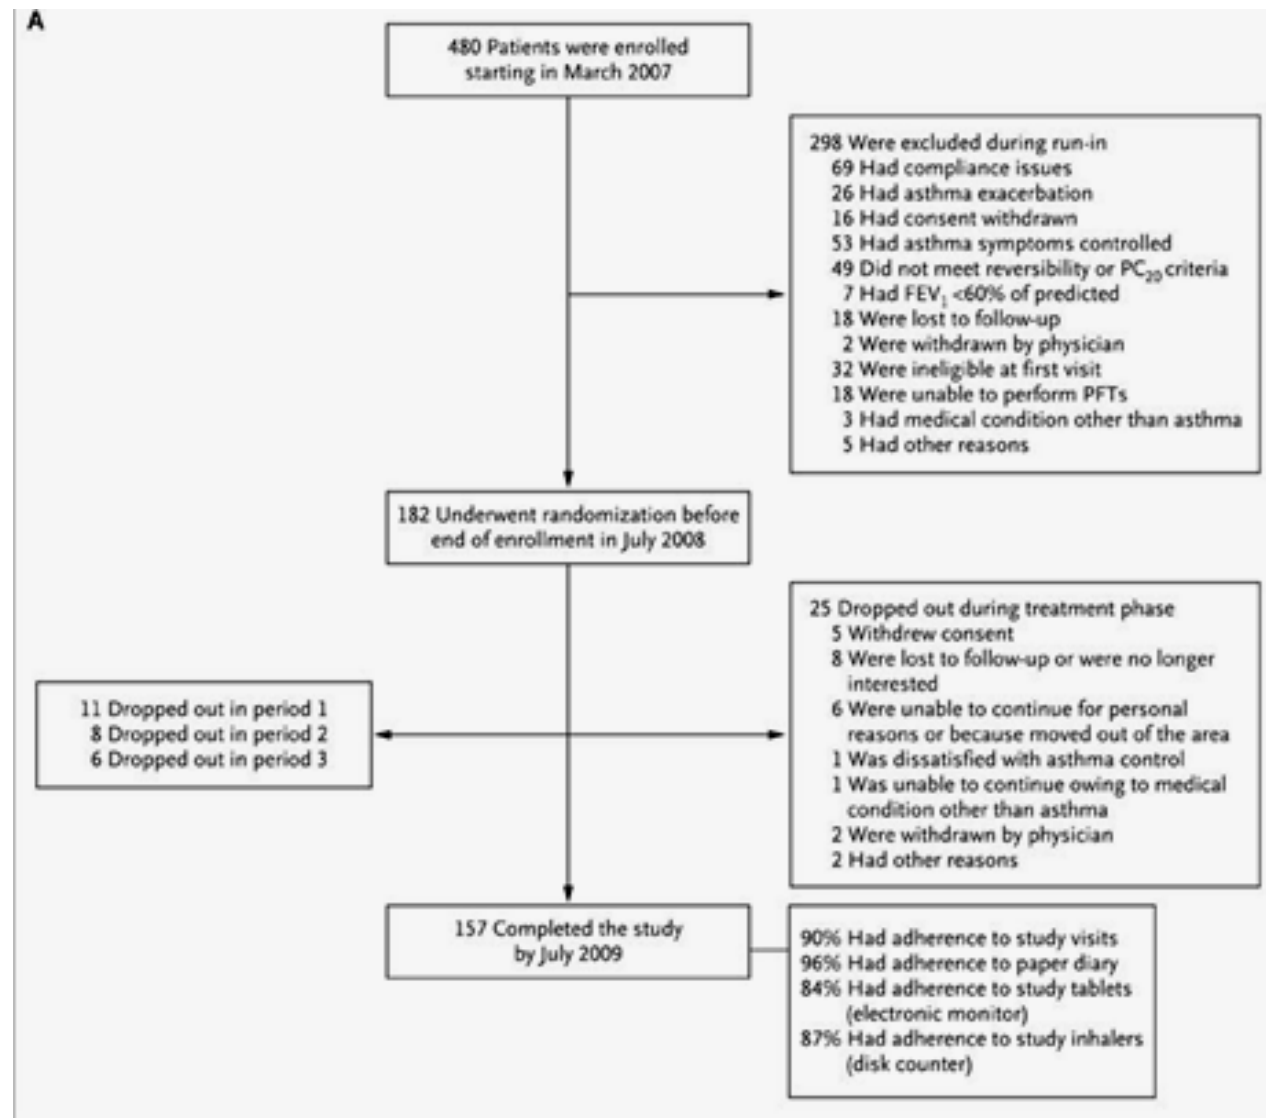 A
480 Patients were enrolled
starting in March 2007
298 Were excluded during run-in
69 Had compliance issues
26 Had asthma exacerbation
16 Had consent withdrawn
53 Had asthma symptoms controlled
49 Did not meet reversibility or PC20 criteria
7 Had FEV1 <60% of predicted
18 Were lost to follow-up
2 Were withdrawn by physician
32 Were ineligible at first visit
18 Were unable to perform PFTs
3 Had medical condition other than asthma
5 Had other reasons
182 Underwent randomization before
end of enrollment in July 2008
25 Dropped out during treatment phase
5 Withdrew consent
8 Were lost to follow-up or were no longer
interested
6 Were unable to continue for personal
reasons or because moved out of the area
1 Was dissatisfied with asthma control
1 Was unable to continue owing to medical
condition other than asthma
2 Were withdrawn by physician
2 Had other reasons
11 Dropped out in period 1
8 Dropped out in period 2
6 Dropped out in period 3
157 Completed the study
by July 2009
90% Had adherence to study visits
96% Had adherence to paper diary
84% Had adherence to study tablets
(electronic monitor)
87% Had adherence to study inhalers
(disk counter)